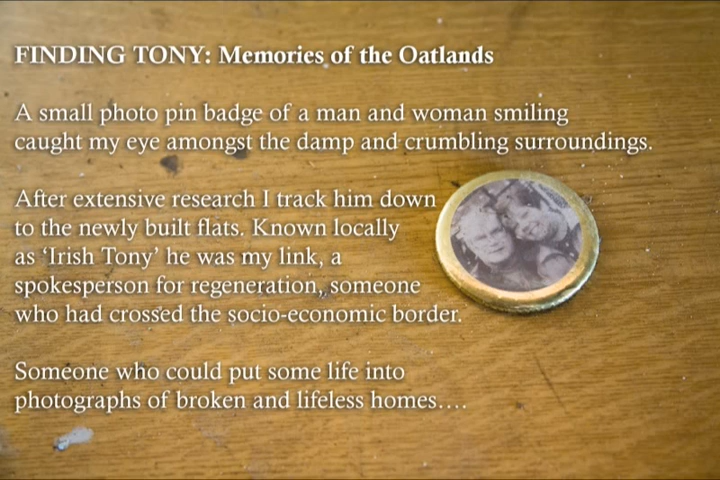 FINDING TONY: Memories of the Oatlands
A small photo pin badge of a man and woman smiling
caught my eye amongst the damp and crumbling surroundings.
After extensive research I track him down
to the newly built flats. Known locally
as ‘Irish Tony’ he was my link, a
spokesperson for regeneration, someone
who had crossed the socio-economic border.
Someone who could put some life into
photographs of broken and lifeless homes….